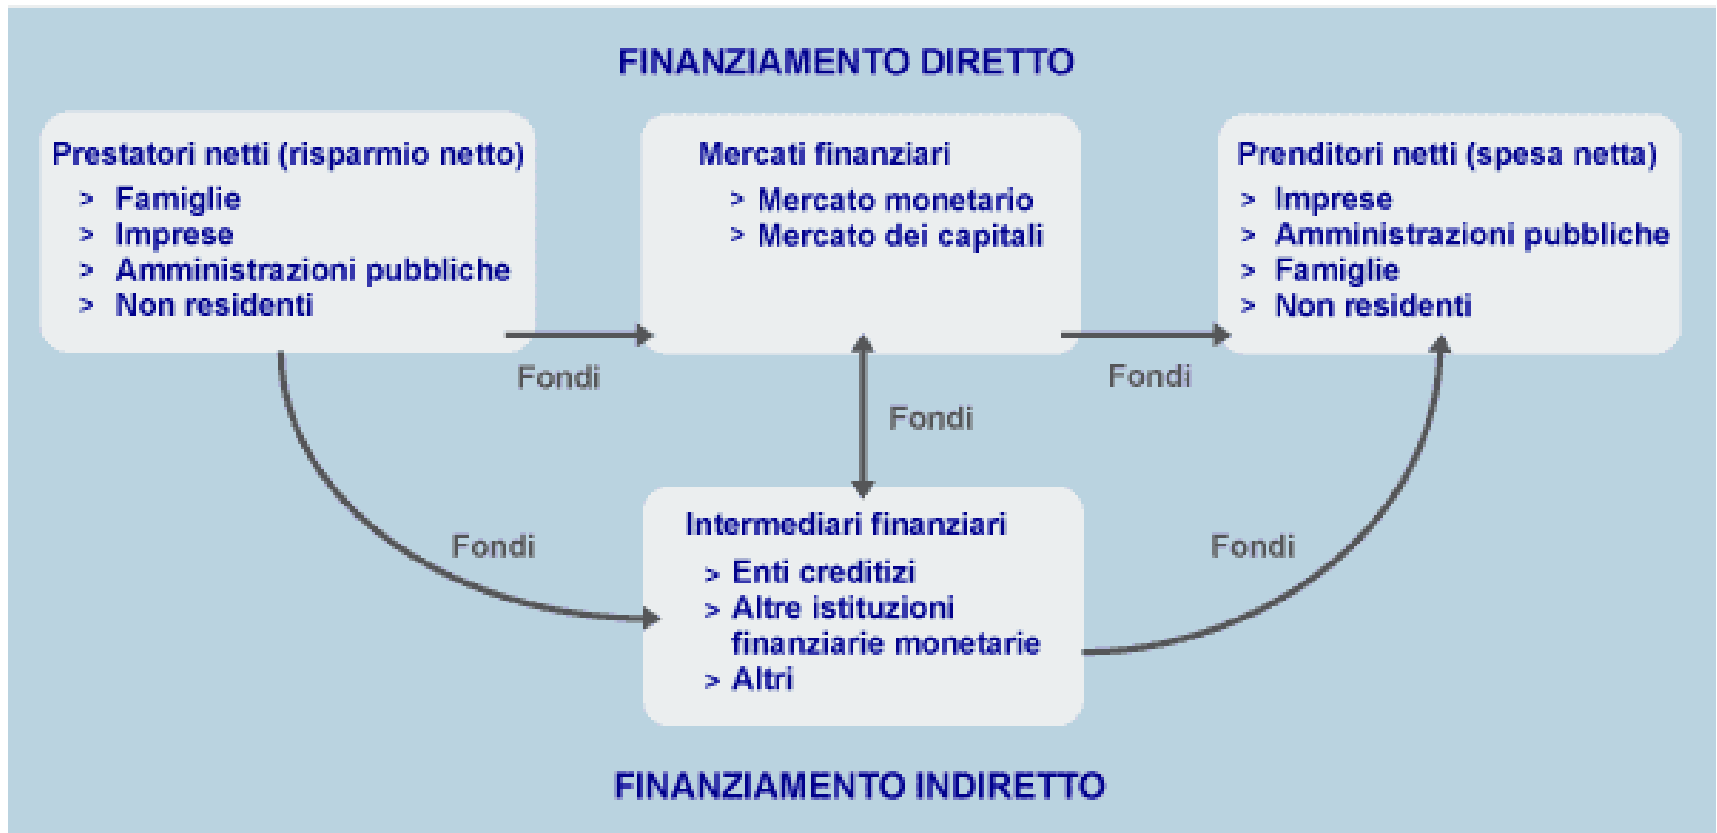 FINANZIAMENTO DIRETTO
Prestatori netti (risparmio netto)
> Famiglie
> Imprese
> Amministrazioni pubbliche
> Non residenti
Mercati finanziari
> Mercato monetario
> Mercato dei capitali
Prenditori netti (spesa netta)
> Imprese
> Amministrazioni pubbliche
> Famiglie
> Non residenti
Fondi
Fondi
Fondi
Fondi
Fondi
Intermediari finanziari
> Enti creditizi
> Altre istituzioni
finanziarie monetarie
> Altri
FINANZIAMENTO INDIRETTO